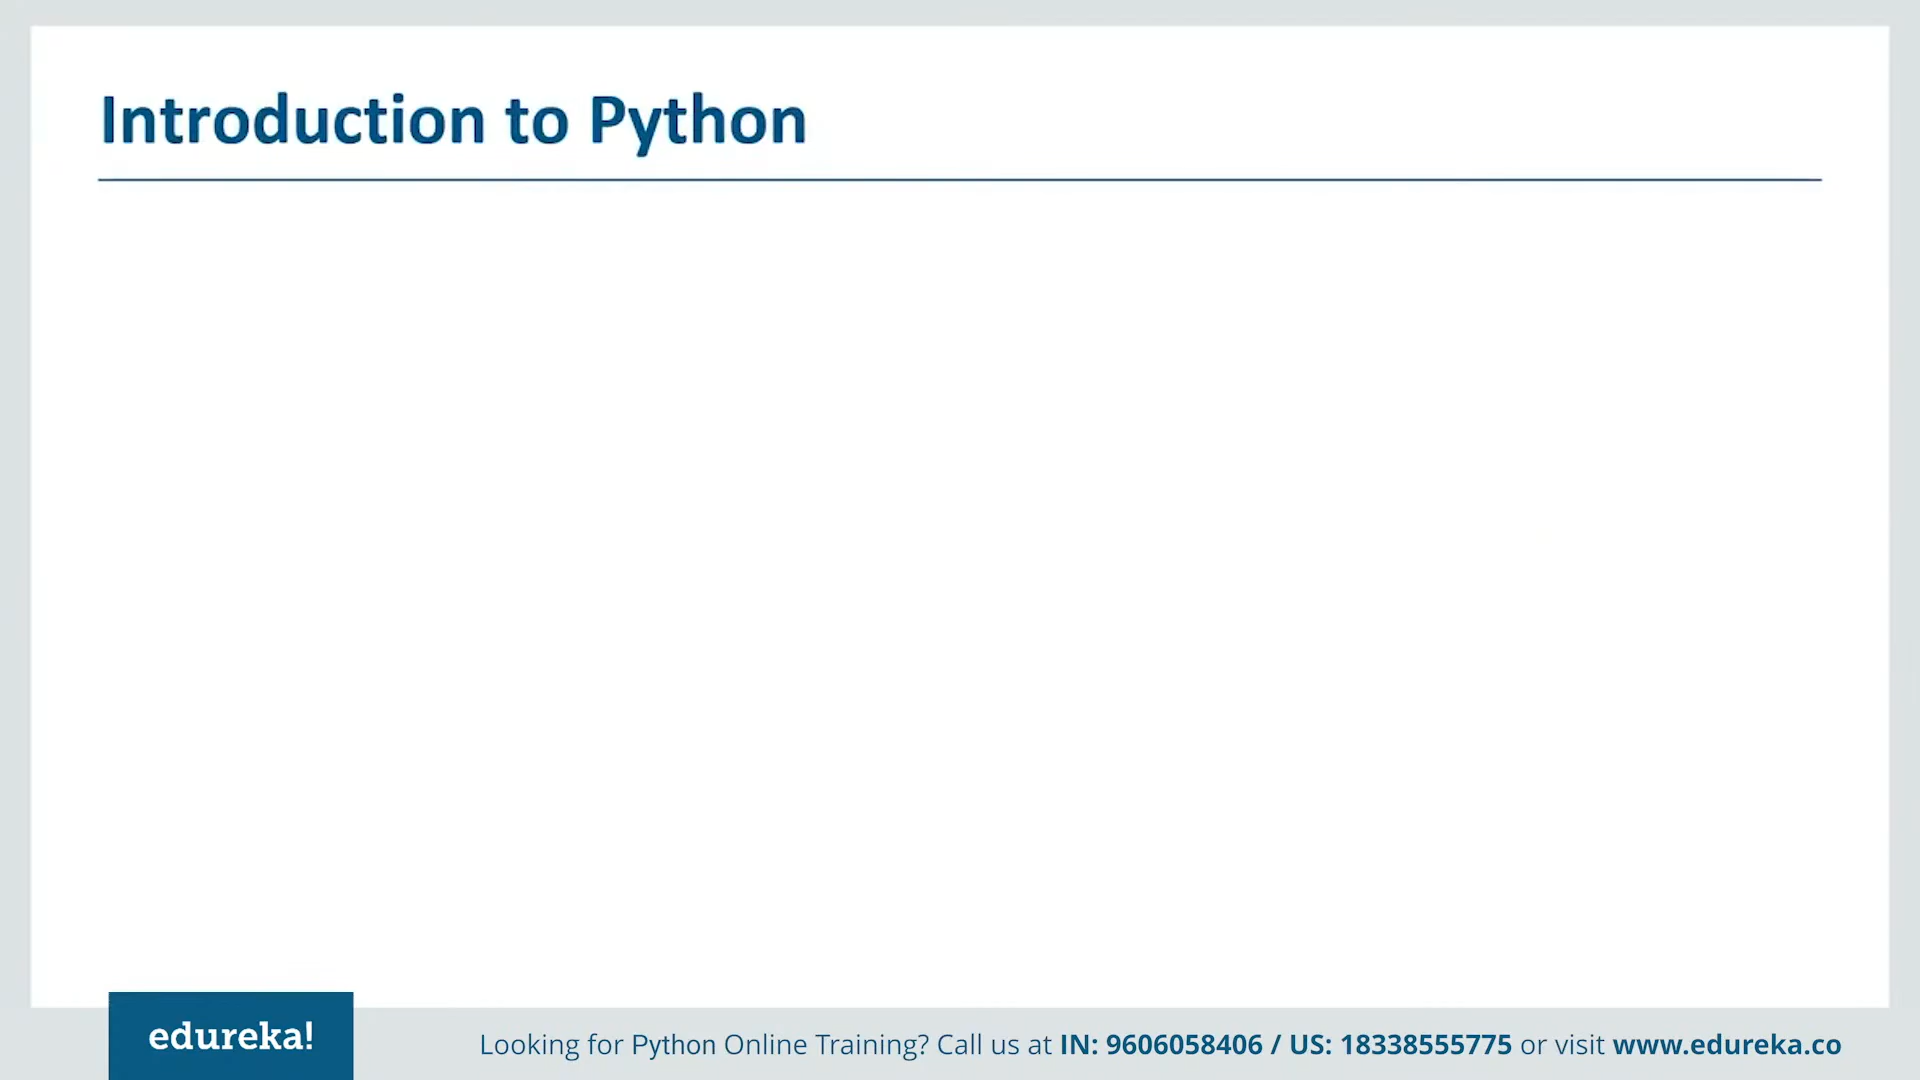 Introduction to Python
edureka!
Looking for Python Online Training? Call us at IN: 9606058406 / US: 18338555775 or visit www.edureka.co